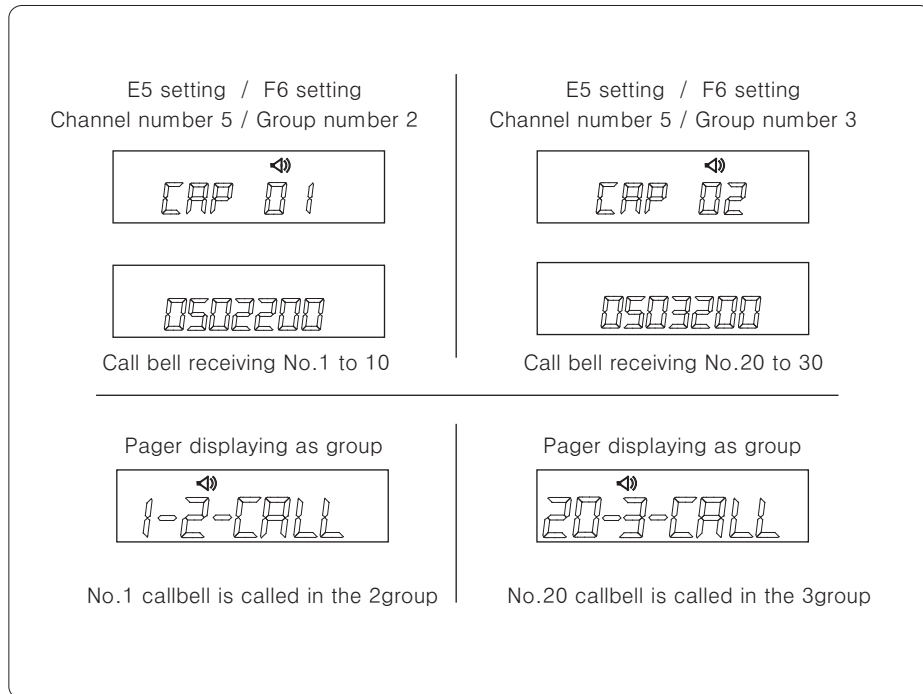 E5 setting / F6 setting
Channel number 5 / Group number 2
CAP 01
0502200
Call bell receiving No.1 to 10
E5 setting / F6 setting
Channel number 5 / Group number 3
CAP 02
0503200
Call bell receiving No.20 to 30
Pager displaying as group
1-2-CALL
No.1 callbell is called in the 2group
Pager displaying as group
20-3-CALL
No.20 callbell is called in the 3group